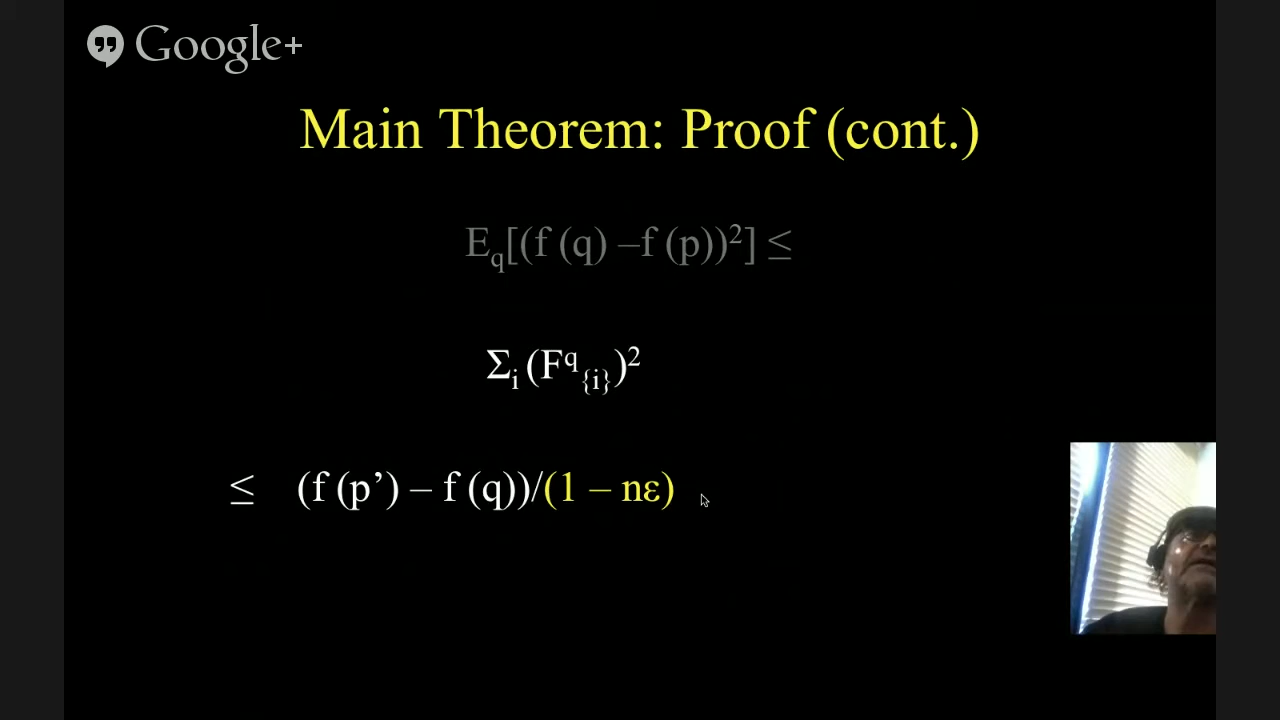 Google+
Main Theorem: Proof (cont.)
E_q[(f (q) –f (p))²] ≤
Σ_i (F^q_{i})²
≤ (f (p’) – f (q))/(1 – nε)